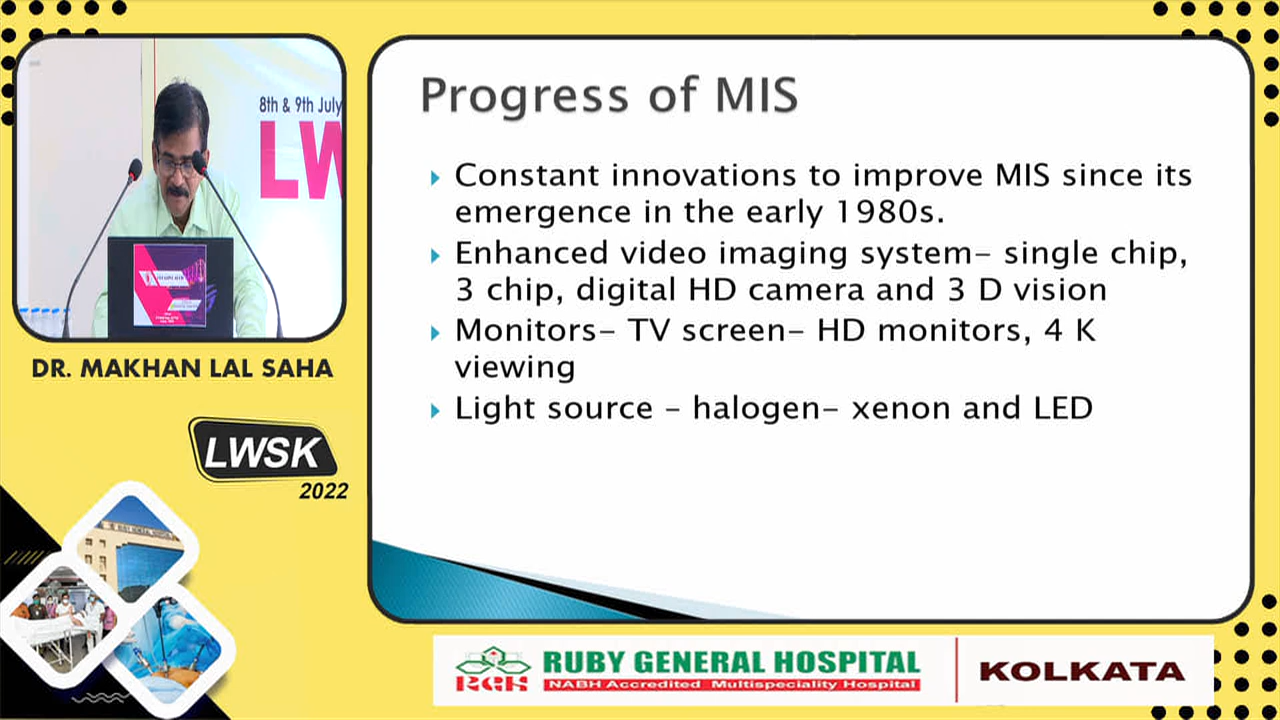 8th & 9th July
LW
DR. MAKHAN LAL SAHA
LWSK
2022
Progress of MIS
Constant innovations to improve MIS since its
emergence in the early 1980s.
Enhanced video imaging system- single chip,
3 chip, digital HD camera and 3 D vision
Monitors- TV screen- HD monitors, 4 K
viewing
Light source - halogen- xenon and LED
RGH
RUBY GENERAL HOSPITAL
NABH Accredited Multispeciality Hospital
KOLKATA